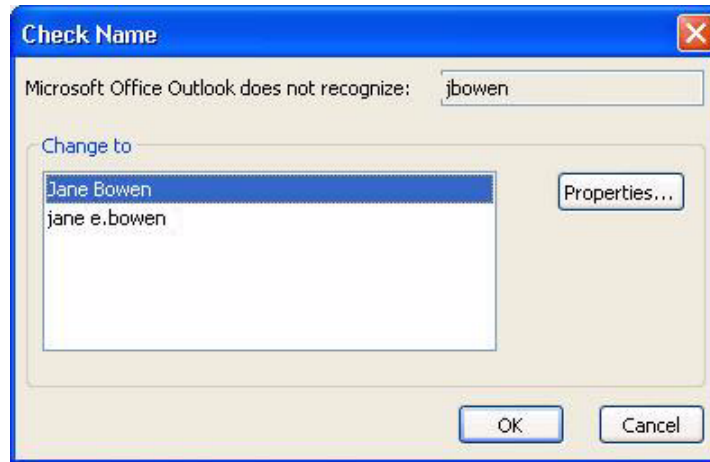 Check Name
Microsoft Office Outlook does not recognize: jbowen
Change to
Jane Bowen
Properties...
jane e.bowen
OK Cancel